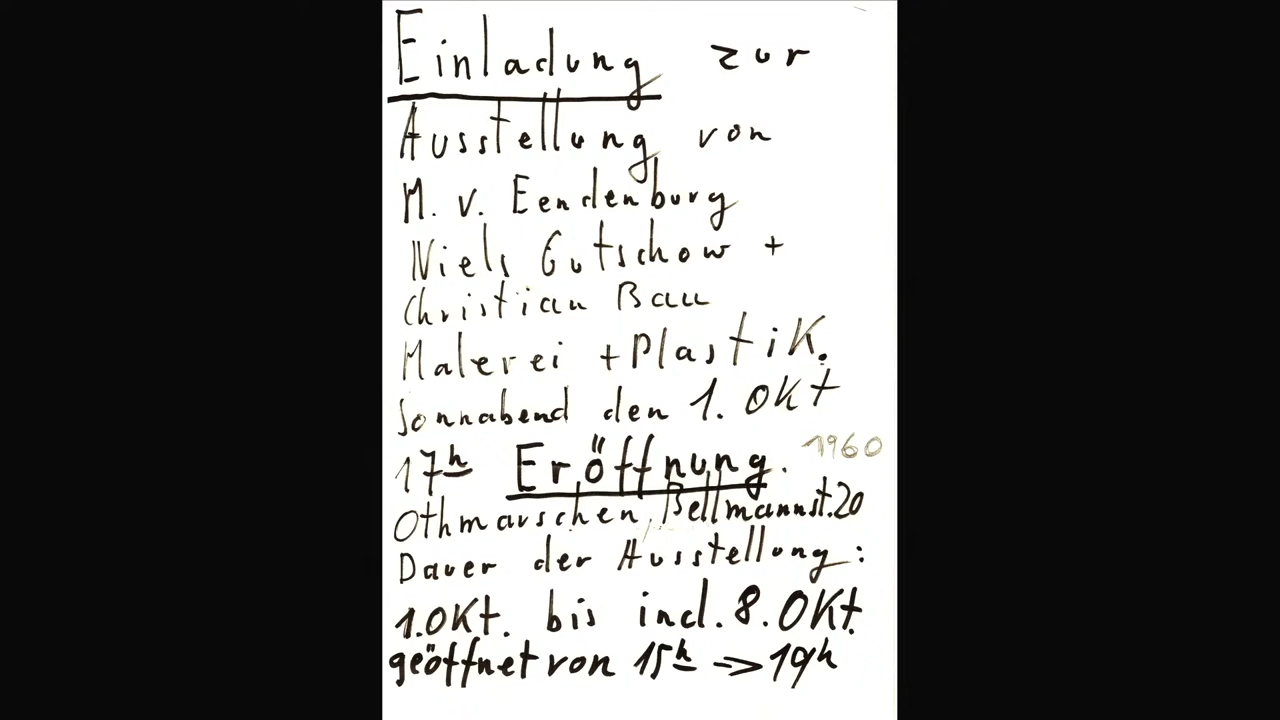 Einladung zur
Ausstellung von
M. v. Eendenburg
Niels Gutschow +
Christian Bau
Malerei + Plastik.
Sonnabend den 1. Okt
1960
17h Eröffnung.
Othmarschen, Bellmannst. 20
Dauer der Ausstellung:
1. Okt. bis incl. 8. Okt.
geöffnet von 15h → 19h